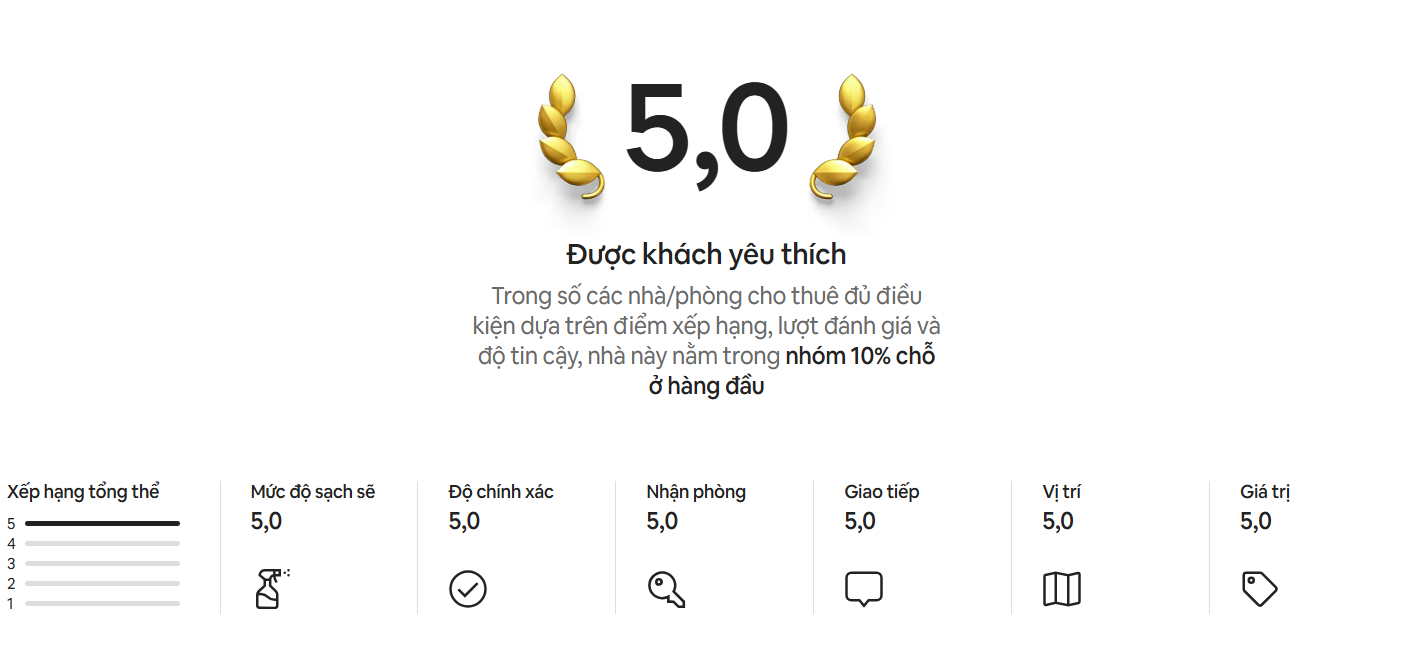 5,0
Được khách yêu thích
Trong số các nhà/phòng cho thuê đủ điều
kiện dựa trên điểm xếp hạng, lượt đánh giá và
độ tin cậy, nhà này nằm trong nhóm 10% chỗ
ở hàng đầu
Xếp hạng tổng thể
5
4
3
2
1
Mức độ sạch sẽ
5,0
Độ chính xác
5,0
Nhận phòng
5,0
Giao tiếp
5,0
Vị trí
5,0
Giá trị
5,0